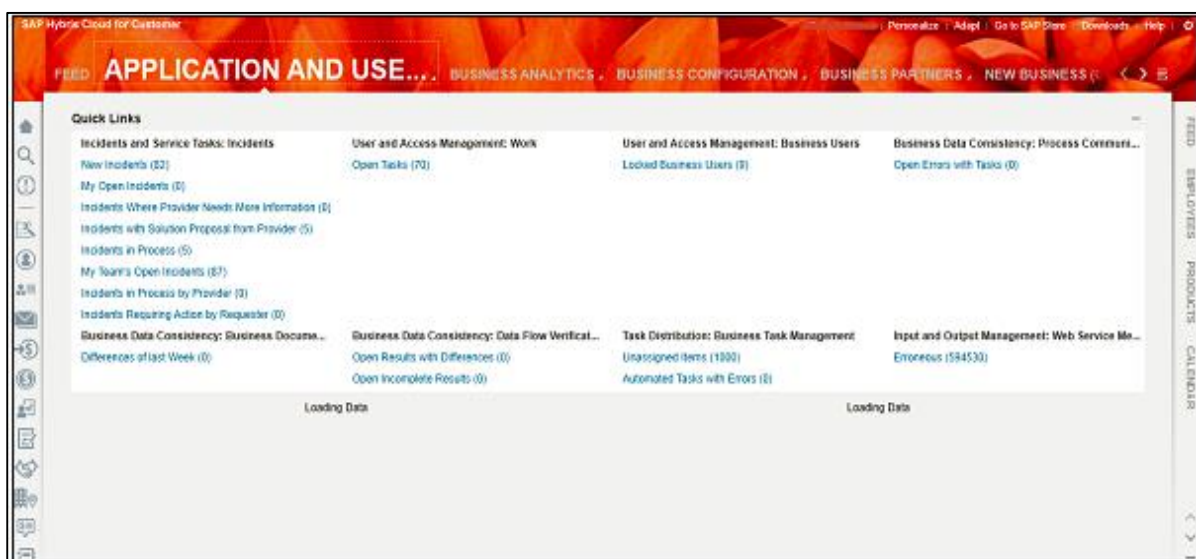 SAP Hybris Cloud for Customer
Personalize | Adapt | Go to SAP Store | Downloads | Help
FEED APPLICATION AND USE... BUSINESS ANALYTICS BUSINESS CONFIGURATION BUSINESS PARTNERS NEW BUSINESS
Quick Links
Incidents and Service Tasks: Incidents
New Incidents (82)
My Open Incidents (0)
Incidents Where Provider Needs More Information (0)
Incidents with Solution Proposal from Provider (5)
Incidents in Process (5)
My Team's Open Incidents (87)
Incidents in Process by Provider (0)
Incidents Requiring Action by Requester (0)
User and Access Management: Work
Open Tasks (70)
User and Access Management: Business Users
Locked Business Users (9)
Business Data Consistency: Process Communi...
Open Errors with Tasks (0)
Business Data Consistency: Business Docume...
Differences of last Week (0)
Business Data Consistency: Data Flow Verificat...
Open Results with Differences (0)
Open Incomplete Results (0)
Task Distribution: Business Task Management
Unassigned Items (1000)
Automated Tasks with Errors (0)
Input and Output Management: Web Service Me...
Erroneous (594530)
Loading Data
Loading Data
FEED
EMPLOYEES
PRODUCTS
CALENDAR